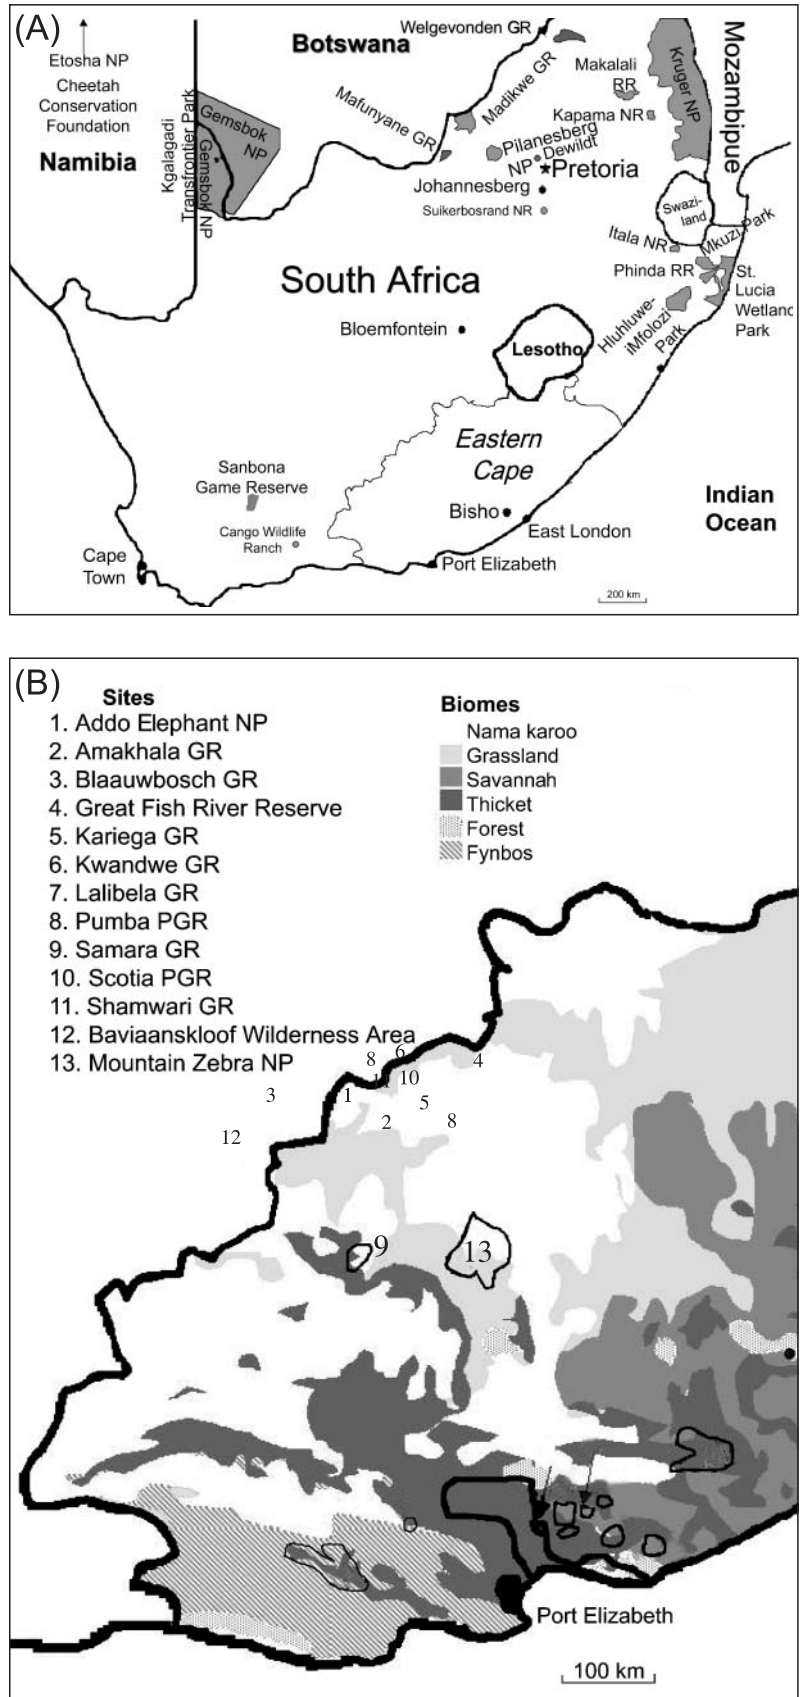 (A)
Etosha NP
Cheetah
Conservation
Foundation
Namibia
Botswana
Kgalagadi
Transfrontier Park
Gemsbok
NP
Gemsbok NP
Welgevonden GR
Madikwe GR
Mafunyane GR
Makalali
RR
Kapama NR
Kruger NP
Mozambipue
Pilanesberg
NP
Dewildt
Pretoria
Johannesberg
Suikerbosrand NR
Swazi-
land
Itala NR
Mkuzi Park
Phinda RR
St.
Lucia
Wetland
Park
Hluhluwe-
iMfolozi
Park
South Africa
Bloemfontein
Lesotho
Eastern
Cape
Sanbona
Game Reserve
Cango Wildlife
Ranch
Bisho
East London
Port Elizabeth
Cape
Town
Indian
Ocean
200 km
(B)
Sites
1. Addo Elephant NP
2. Amakhala GR
3. Blaauwbosch GR
4. Great Fish River Reserve
5. Kariega GR
6. Kwandwe GR
7. Lalibela GR
8. Pumba PGR
9. Samara GR
10. Scotia PGR
11. Shamwari GR
12. Baviaanskloof Wilderness Area
13. Mountain Zebra NP
Biomes
Nama karoo
Grassland
Savannah
Thicket
Forest
Fynbos
6
8
4
11
10
3
1
5
2
8
12
9
13
Port Elizabeth
100 km